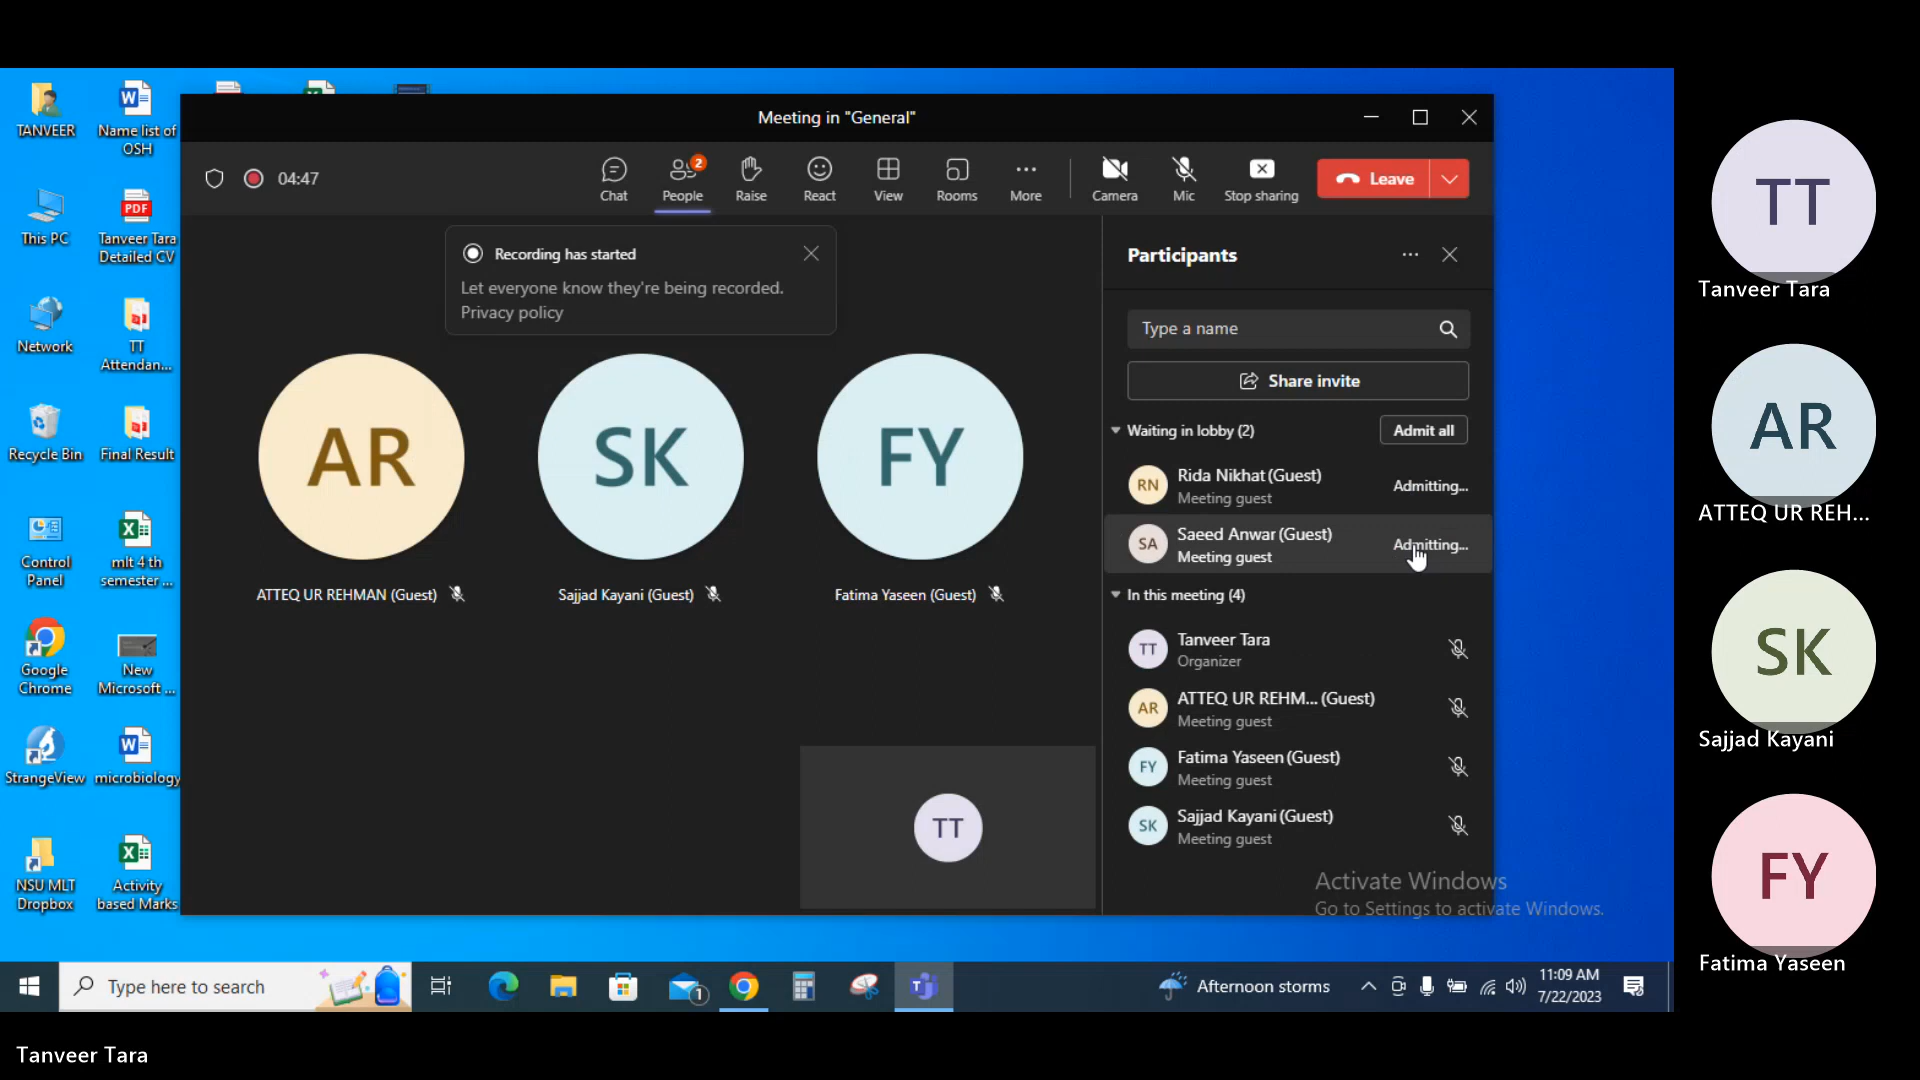 TANVEER
Name list of
OSH
This PC
PDF
Tanveer Tara
Detailed CV
Network
TT
Attendan...
Recycle Bin
Final Result
Control
Panel
mlt 4 th
semester ...
Google
Chrome
New
Microsoft ...
StrangeView
microbiology
NSU MLT
Dropbox
Activity
based Marks
Meeting in "General"
04:47
Chat
2
People
Raise
React
View
Rooms
More
Camera
Mic
Stop sharing
Leave
Recording has started
Let everyone know they're being recorded.
Privacy policy
AR
ATTEQ UR REHMAN (Guest)
SK
Sajjad Kayani (Guest)
FY
Fatima Yaseen (Guest)
TT
Participants
Type a name
Share invite
Waiting in lobby (2)
Admit all
RN
Rida Nikhat (Guest)
Meeting guest
Admitting...
SA
Saeed Anwar (Guest)
Meeting guest
Admitting...
In this meeting (4)
TT
Tanveer Tara
Organizer
AR
ATTEQ UR REHM... (Guest)
Meeting guest
FY
Fatima Yaseen (Guest)
Meeting guest
SK
Sajjad Kayani (Guest)
Meeting guest
Activate Windows
Go to Settings to activate Windows.
Type here to search
1
Afternoon storms
11:09 AM
7/22/2023
TT
Tanveer Tara
AR
ATTEQ UR REH...
SK
Sajjad Kayani
FY
Fatima Yaseen
Tanveer Tara